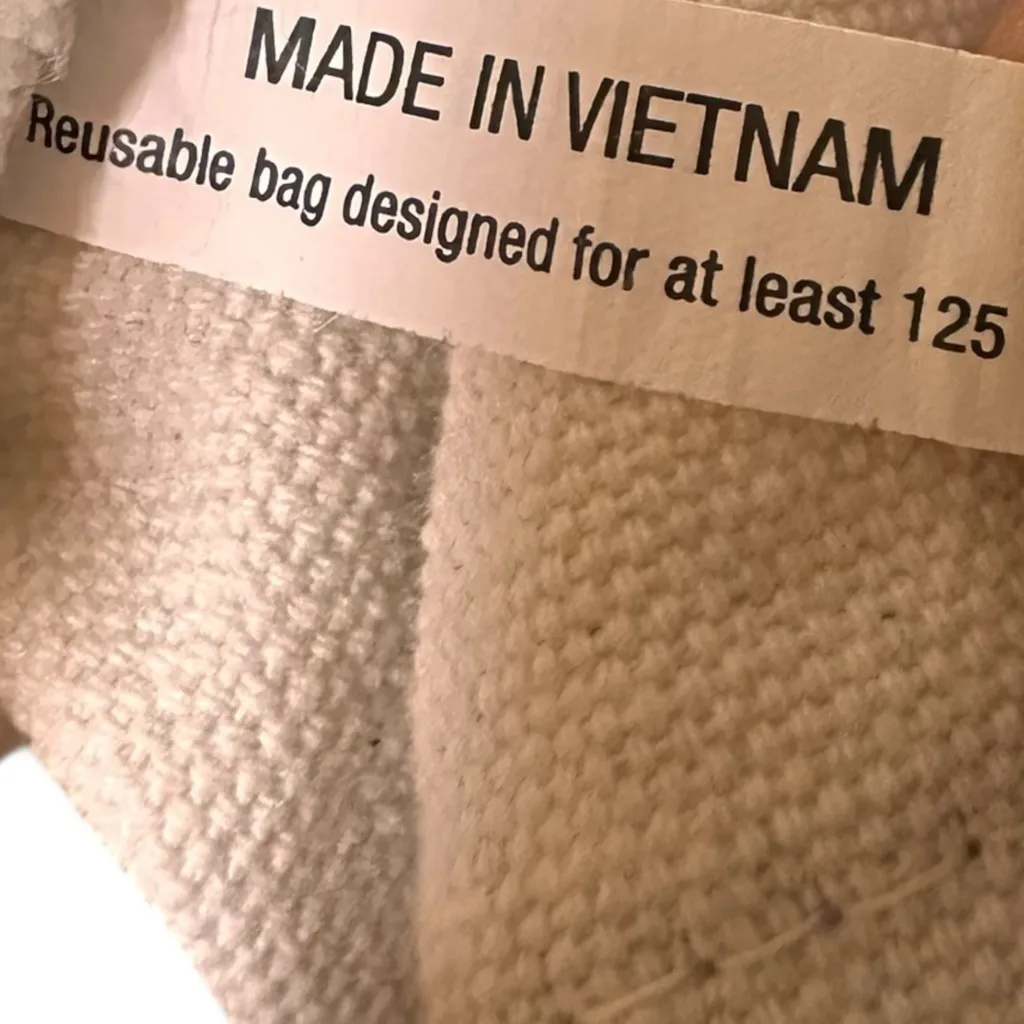 MADE IN VIETNAM
Reusable bag designed for at least 125